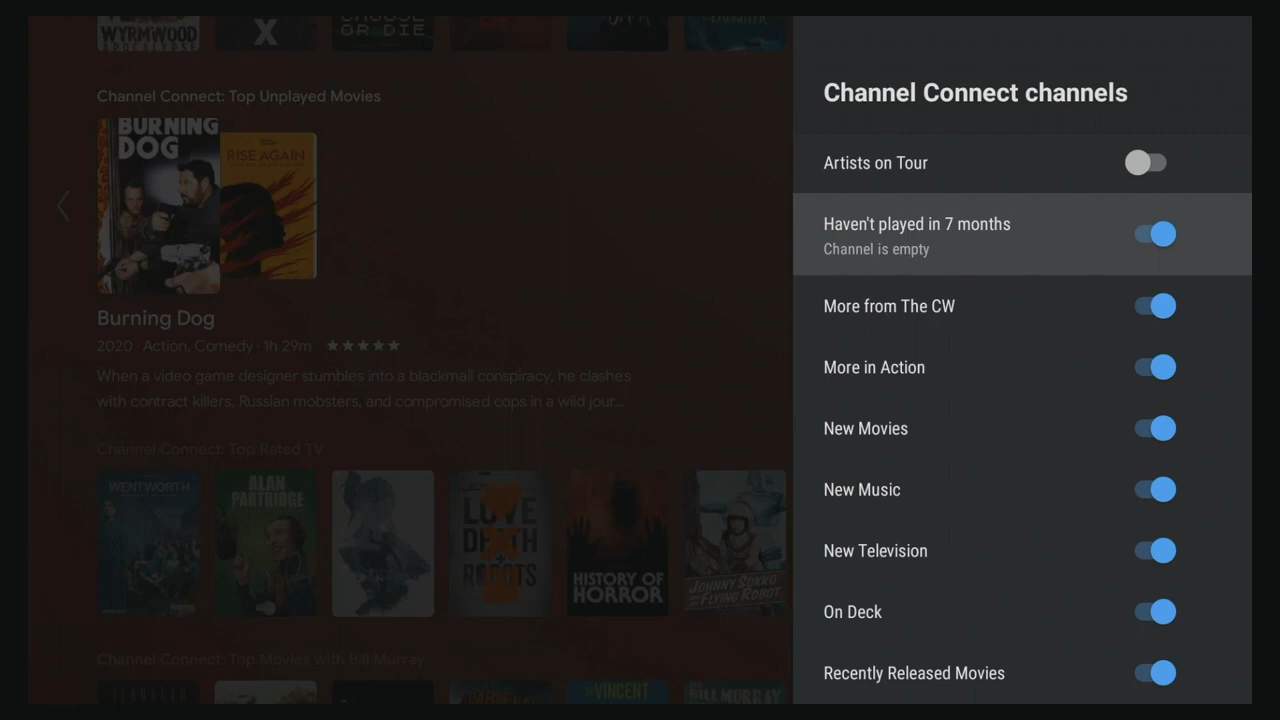 WYRMWOOD
APOCALYPSE
X
CHOOSE
OR DIE
Channel Connect: Top Unplayed Movies
BURNING
DOG
RISE AGAIN
Burning Dog
2020 · Action, Comedy · 1h 29m ★★★★★
When a video game designer stumbles into a blackmail conspiracy, he clashes
with contract killers, Russian mobsters, and compromised cops in a wild jour...
Channel Connect: Top Rated TV
WENTWORTH
ALAN
PARTRIDGE
LOVE
DEATH
+
ROBOTS
HISTORY OF
HORROR
JOHNNY SOKKO
AND HIS
FLYING ROBOT
Channel Connect: Top Movies with Bill Murray
ST. VINCENT
BILL MURRAY
Channel Connect channels
Artists on Tour
Haven't played in 7 months
Channel is empty
More from The CW
More in Action
New Movies
New Music
New Television
On Deck
Recently Released Movies